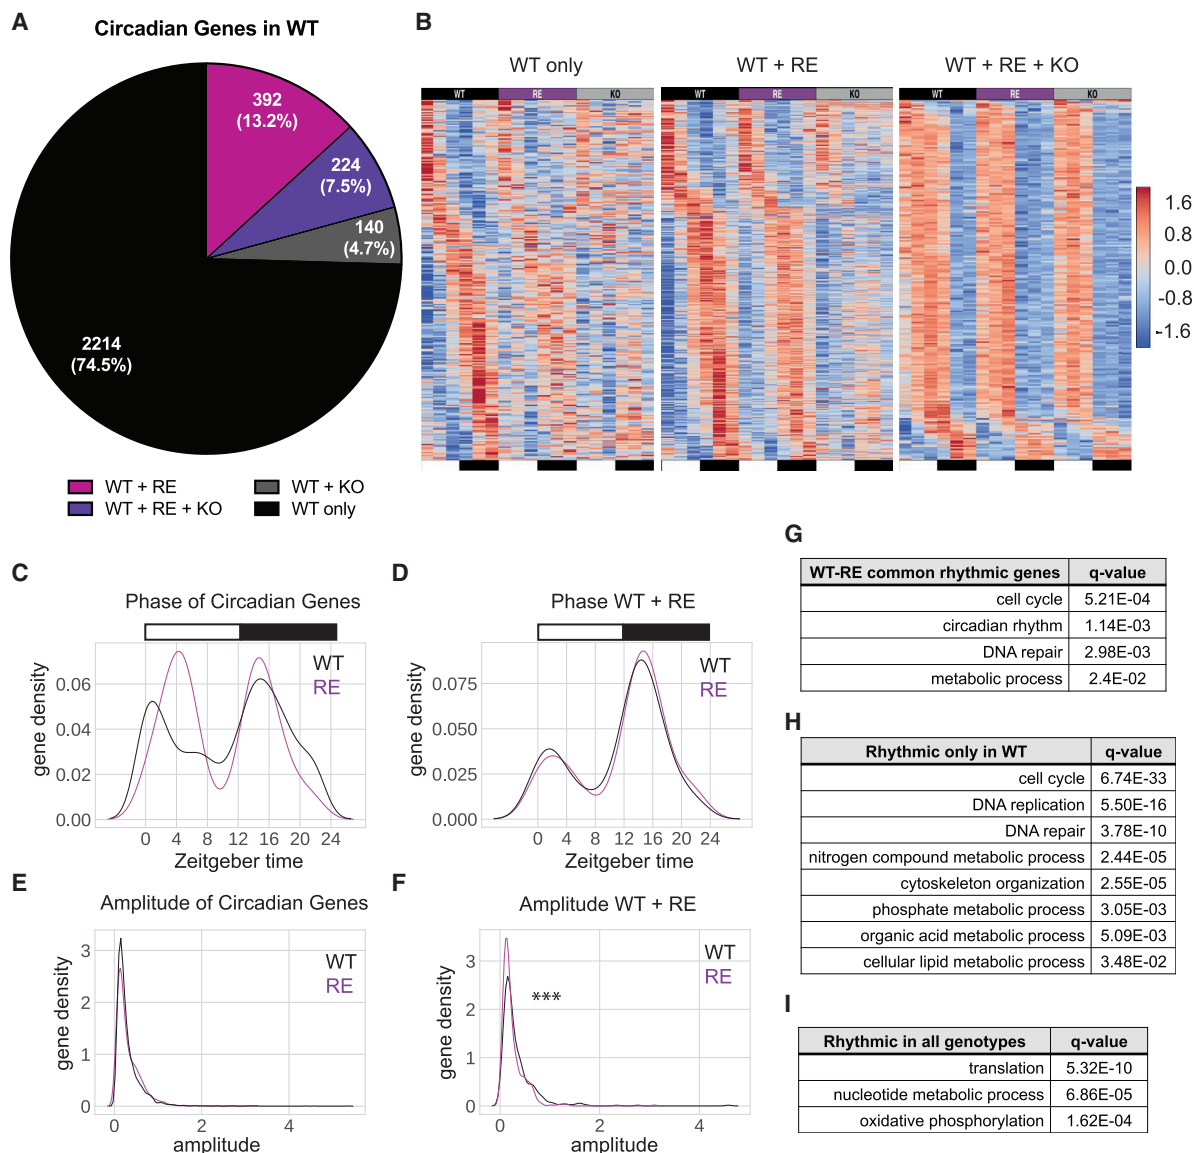 A
Circadian Genes in WT
392
(13.2%)
224
(7.5%)
140
(4.7%)
2214
(74.5%)
WT + RE
WT + KO
WT + RE + KO
WT only
B
WT only
WT + RE
WT + RE + KO
WT RE KO
WT RE KO
WT RE KO
1.6
0.8
0.0
-0.8
-1.6
C
Phase of Circadian Genes
WT
RE
gene density
0.06
0.04
0.02
0.00
0 4 8 12 16 20 24
Zeitgeber time
D
Phase WT + RE
WT
RE
gene density
0.075
0.050
0.025
0.000
0 4 8 12 14 16 20 24
Zeitgeber time
E
Amplitude of Circadian Genes
WT
RE
gene density
3
2
1
0
0 2 4
amplitude
F
Amplitude WT + RE
WT
RE
***
gene density
3
2
1
0
0 2 4
amplitude
G
WT-RE common rhythmic genes q-value
cell cycle 5.21E-04
circadian rhythm 1.14E-03
DNA repair 2.98E-03
metabolic process 2.4E-02
H
Rhythmic only in WT q-value
cell cycle 6.74E-33
DNA replication 5.50E-16
DNA repair 3.78E-10
nitrogen compound metabolic process 2.44E-05
cytoskeleton organization 2.55E-05
phosphate metabolic process 3.05E-03
organic acid metabolic process 5.09E-03
cellular lipid metabolic process 3.48E-02
I
Rhythmic in all genotypes q-value
translation 5.32E-10
nucleotide metabolic process 6.86E-05
oxidative phosphorylation 1.62E-04